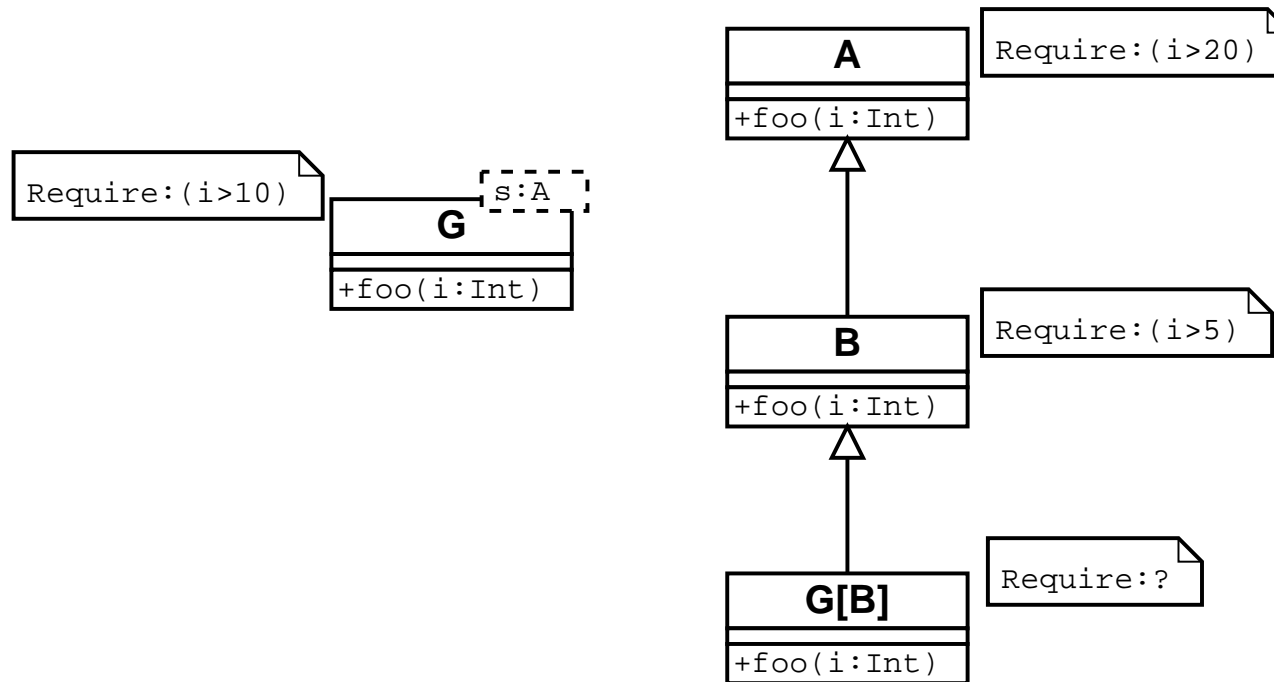 A
Require:(i>20)
+foo(i:Int)
Require:(i>10)
s:A
G
+foo(i:Int)
B
Require:(i>5)
+foo(i:Int)
G[B]
Require:?
+foo(i:Int)